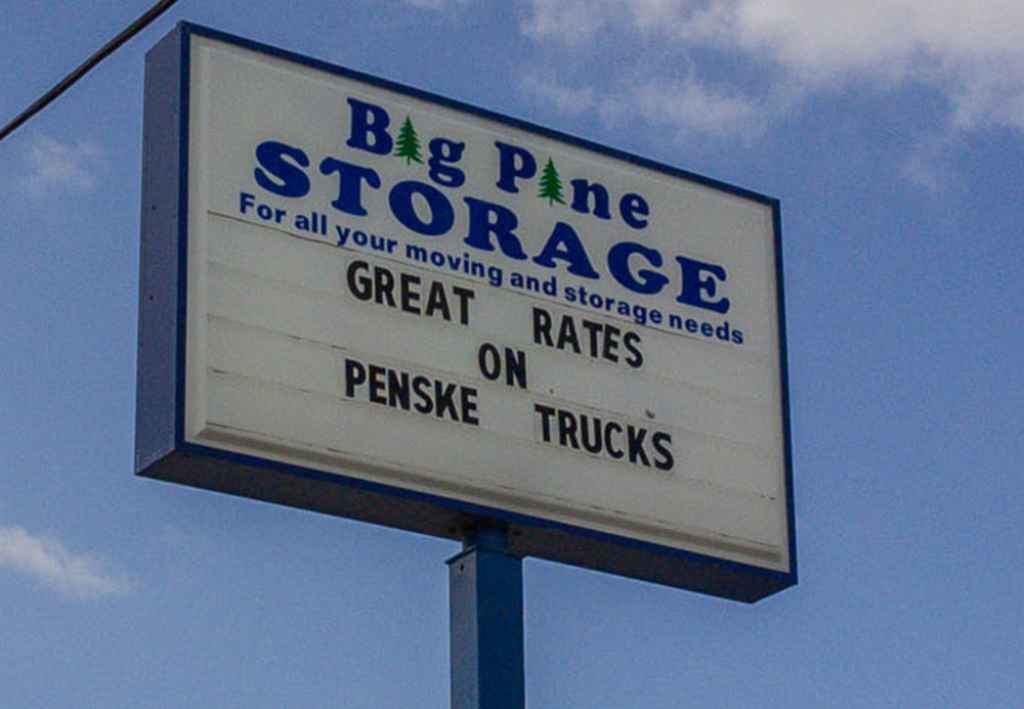 Big Pine
STORAGE
For all your moving and storage needs
GREAT RATES
ON
PENSKE TRUCKS